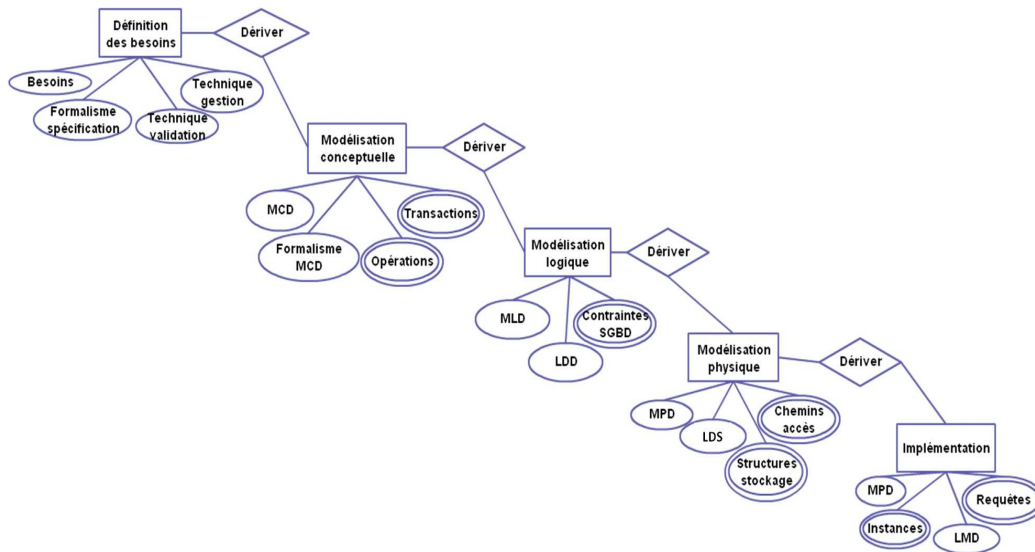 Définition
des besoins
Dériver
Besoins
Technique
gestion
Formalisme
spécification
Technique
validation
Modélisation
conceptuelle
Dériver
MCD
Transactions
Formalisme
MCD
Opérations
Modélisation
logique
Dériver
MLD
Contraintes
SGBD
LDD
Modélisation
physique
Dériver
MPD
Chemins
accès
LDS
Structures
stockage
Implémentation
MPD
Requêtes
Instances
LMD